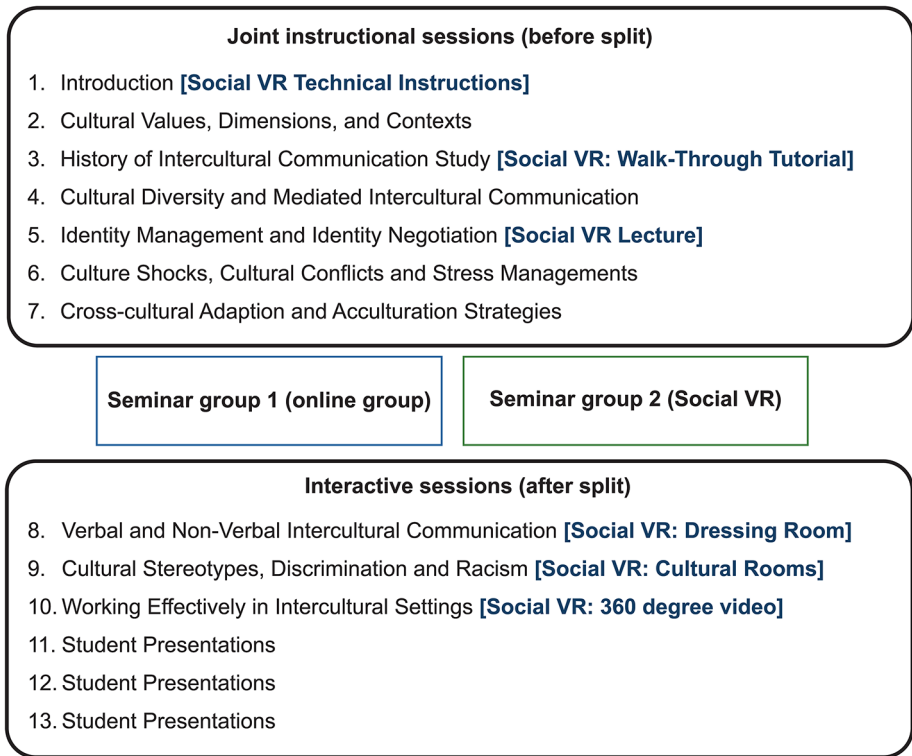 Joint instructional sessions (before split)
1. Introduction [Social VR Technical Instructions]
2. Cultural Values, Dimensions, and Contexts
3. History of Intercultural Communication Study [Social VR: Walk-Through Tutorial]
4. Cultural Diversity and Mediated Intercultural Communication
5. Identity Management and Identity Negotiation [Social VR Lecture]
6. Culture Shocks, Cultural Conflicts and Stress Managements
7. Cross-cultural Adaption and Acculturation Strategies
Seminar group 1 (online group)
Seminar group 2 (Social VR)
Interactive sessions (after split)
8. Verbal and Non-Verbal Intercultural Communication [Social VR: Dressing Room]
9. Cultural Stereotypes, Discrimination and Racism [Social VR: Cultural Rooms]
10. Working Effectively in Intercultural Settings [Social VR: 360 degree video]
11. Student Presentations
12. Student Presentations
13. Student Presentations